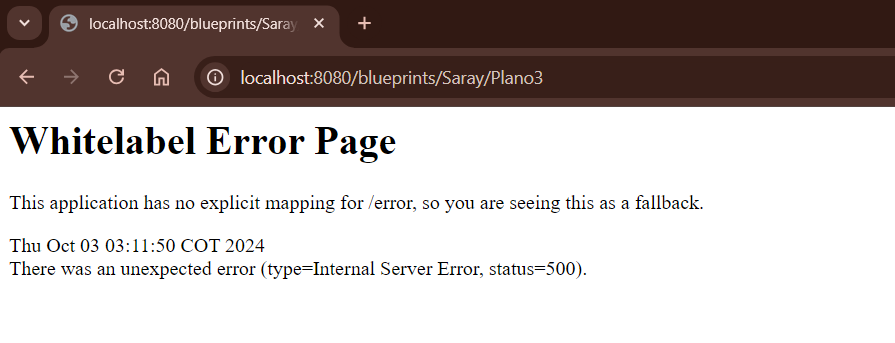 localhost:8080/blueprints/Saray
localhost:8080/blueprints/Saray/Plano3
Whitelabel Error Page
This application has no explicit mapping for /error, so you are seeing this as a fallback.
Thu Oct 03 03:11:50 COT 2024
There was an unexpected error (type=Internal Server Error, status=500).